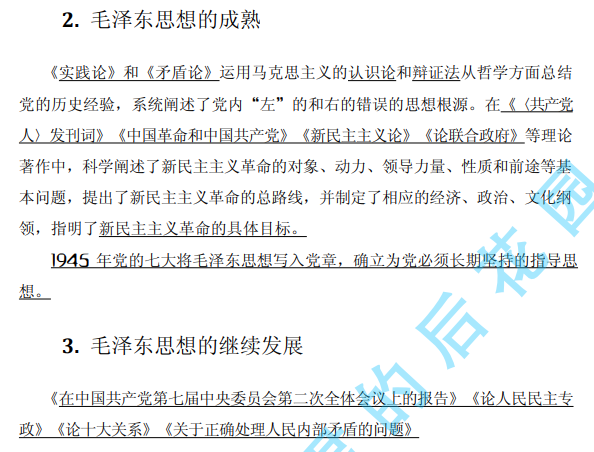 2. 毛泽东思想的成熟
《实践论》和《矛盾论》运用马克思主义的认识论和辩证法从哲学方面总结
党的历史经验，系统阐述了党内“左”的和右的错误的思想根源。在《〈共产党
人〉发刊词》《中国革命和中国共产党》《新民主主义论》《论联合政府》等理论
著作中，科学阐述了新民主主义革命的对象、动力、领导力量、性质和前途等基
本问题，提出了新民主主义革命的总路线，并制定了相应的经济、政治、文化纲
领，指明了新民主主义革命的具体目标。
1945 年党的七大将毛泽东思想写入党章，确立为党必须长期坚持的指导思
想。
3. 毛泽东思想的继续发展
《在中国共产党第七届中央委员会第二次全体会议上的报告》《论人民民主专
政》《论十大关系》《关于正确处理人民内部矛盾的问题》
的后花园